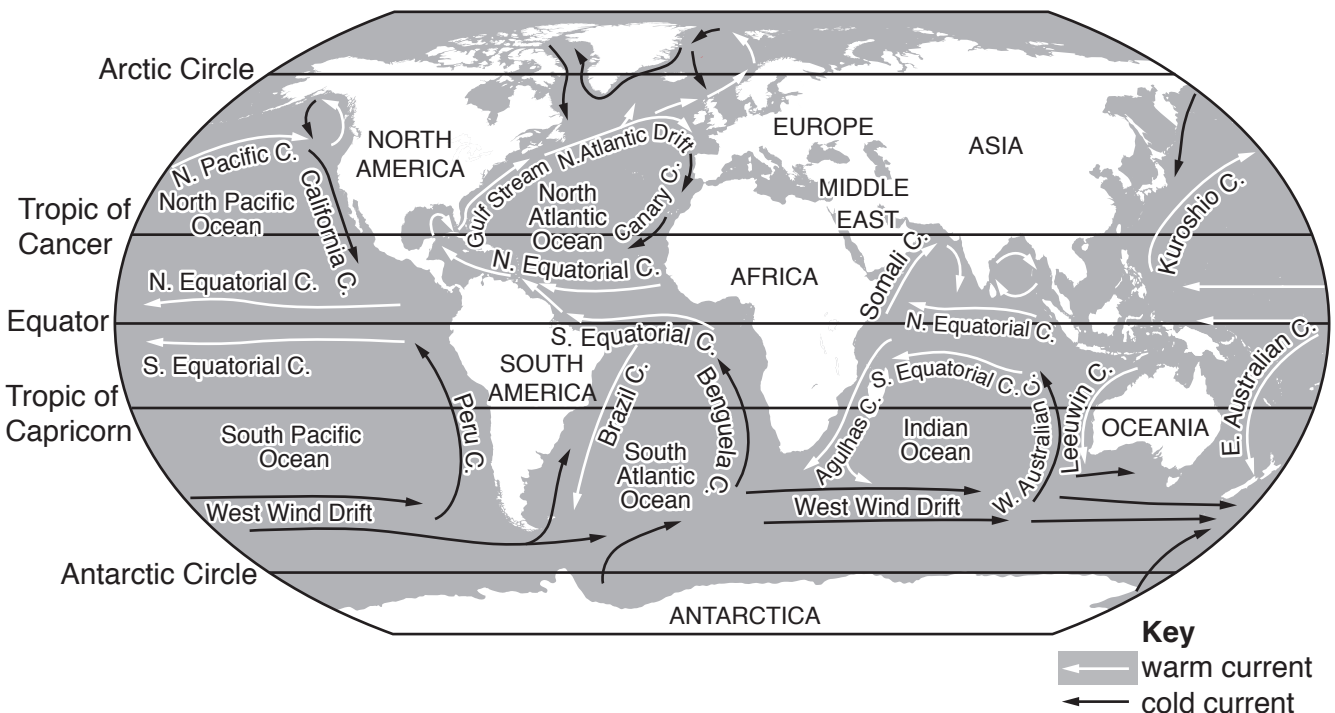 Arctic Circle
NORTH
AMERICA
EUROPE
ASIA
N. Pacific C.
North Pacific
Ocean
California C.
Gulf Stream
N.Atlantic Drift
North
Atlantic
Ocean
Canary C.
MIDDLE
EAST
Kuroshio C.
Tropic of
Cancer
N. Equatorial C.
N. Equatorial C.
AFRICA
Somali C.
Equator
N. Equatorial C.
S. Equatorial C.
S. Equatorial C.
SOUTH
AMERICA
S. Equatorial C.
E. Australian C.
Tropic of
Capricorn
South Pacific
Ocean
Peru C.
Brazil C.
South
Atlantic
Ocean
Benguela C.
Agulhas C.
Indian
Ocean
W. Australian C.
Leeuwin C.
OCEANIA
West Wind Drift
West Wind Drift
Antarctic Circle
ANTARCTICA
Key
warm current
cold current